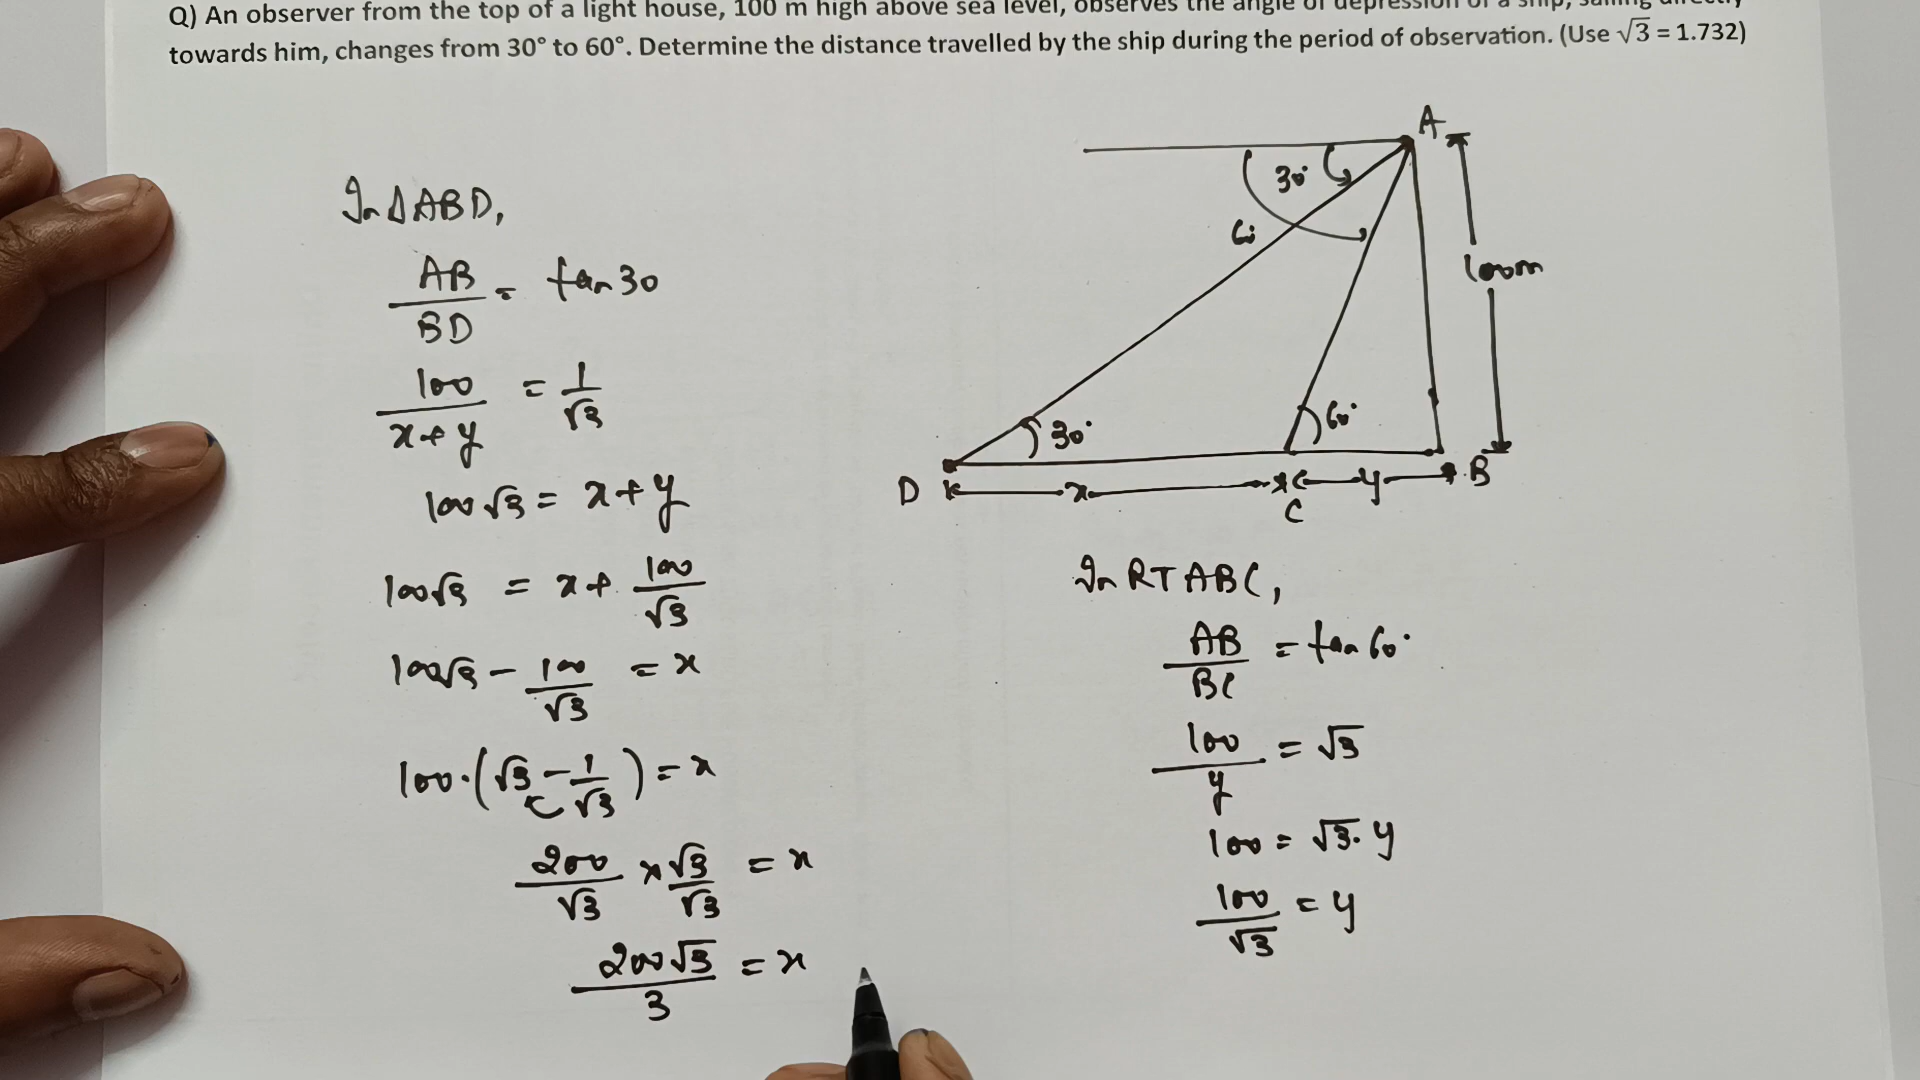 Q) An observer from the top of a light house, 100 m high above sea level, observes the angle of depression of a ship, sailing directly
towards him, changes from 30° to 60°. Determine the distance travelled by the ship during the period of observation. (Use √3 = 1.732)
A
30°
60
100m
30°
60°
D
x
C
y
B
In ΔABD,
AB/BD = tan 30
100/x+y = 1/√3
100√3 = x+y
100√3 = x+ 100/√3
100√3 - 100/√3 = x
100·(√3 - 1/√3) = x
200/√3 x √3/√3 = x
200√3/3 = x
In RT ABC,
AB/BC = tan 60°
100/y = √3
100 = √3. y
100/√3 = y